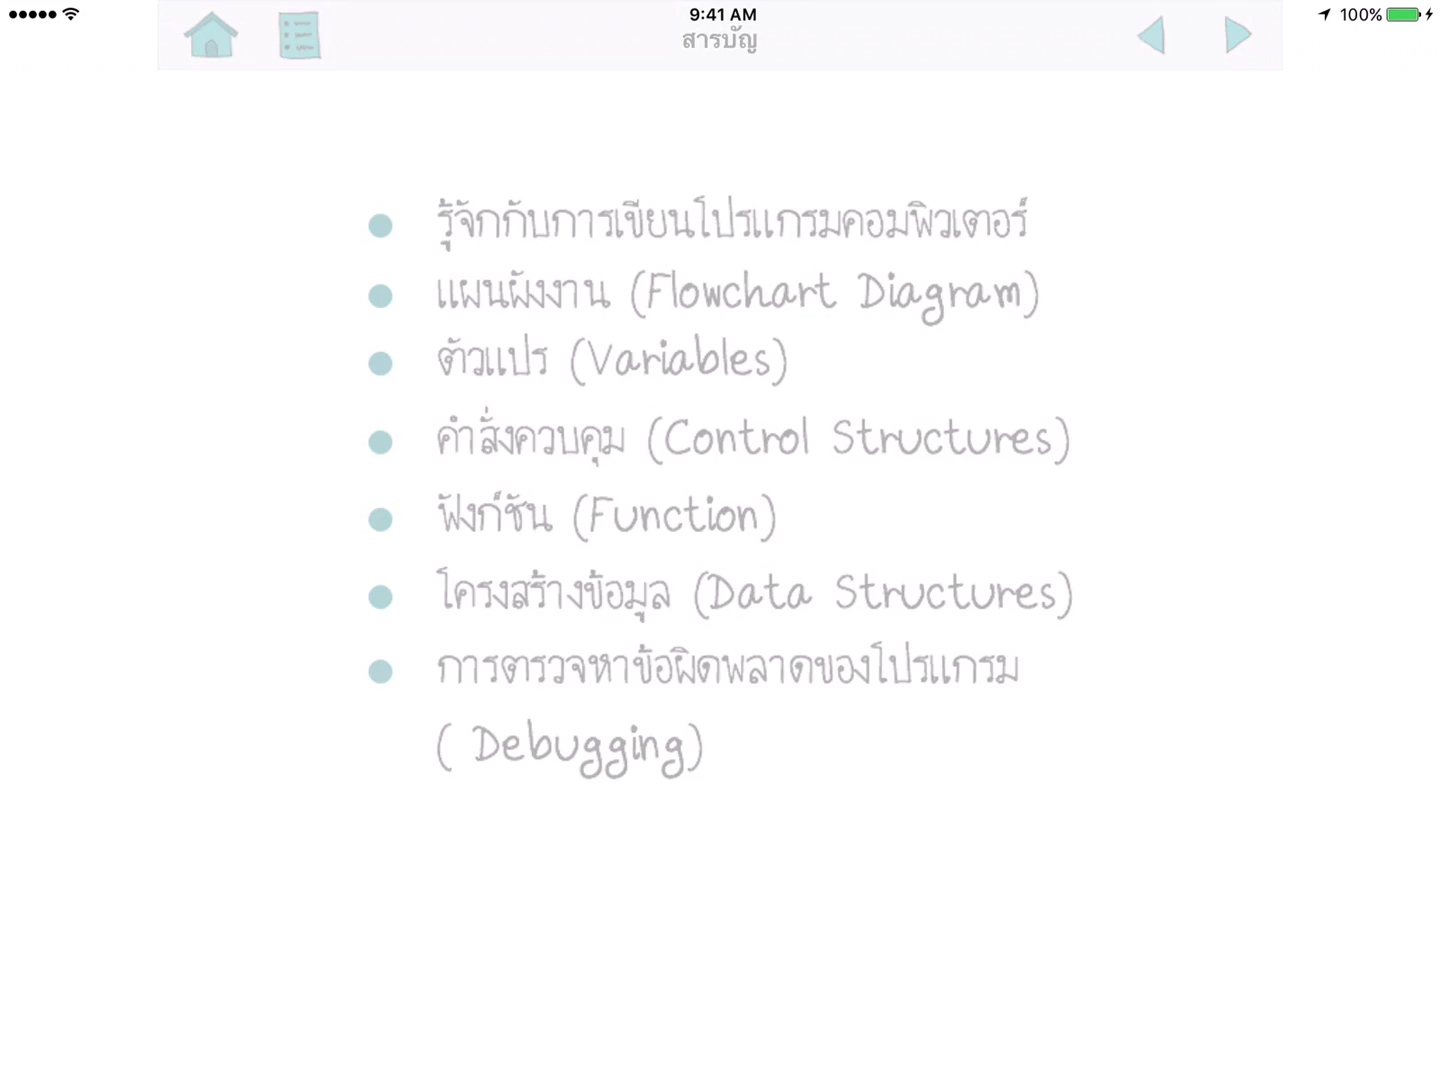 9:41 AM
100%
สารบัญ
รู้จักกับการเขียนโปรแกรมคอมพิวเตอร์
แผนผังงาน (Flowchart Diagram)
ตัวแปร (Variables)
คำสั่งควบคุม (Control Structures)
ฟังก์ชัน (Function)
โครงสร้างข้อมูล (Data Structures)
การตรวจหาข้อผิดพลาดของโปรแกรม
( Debugging)